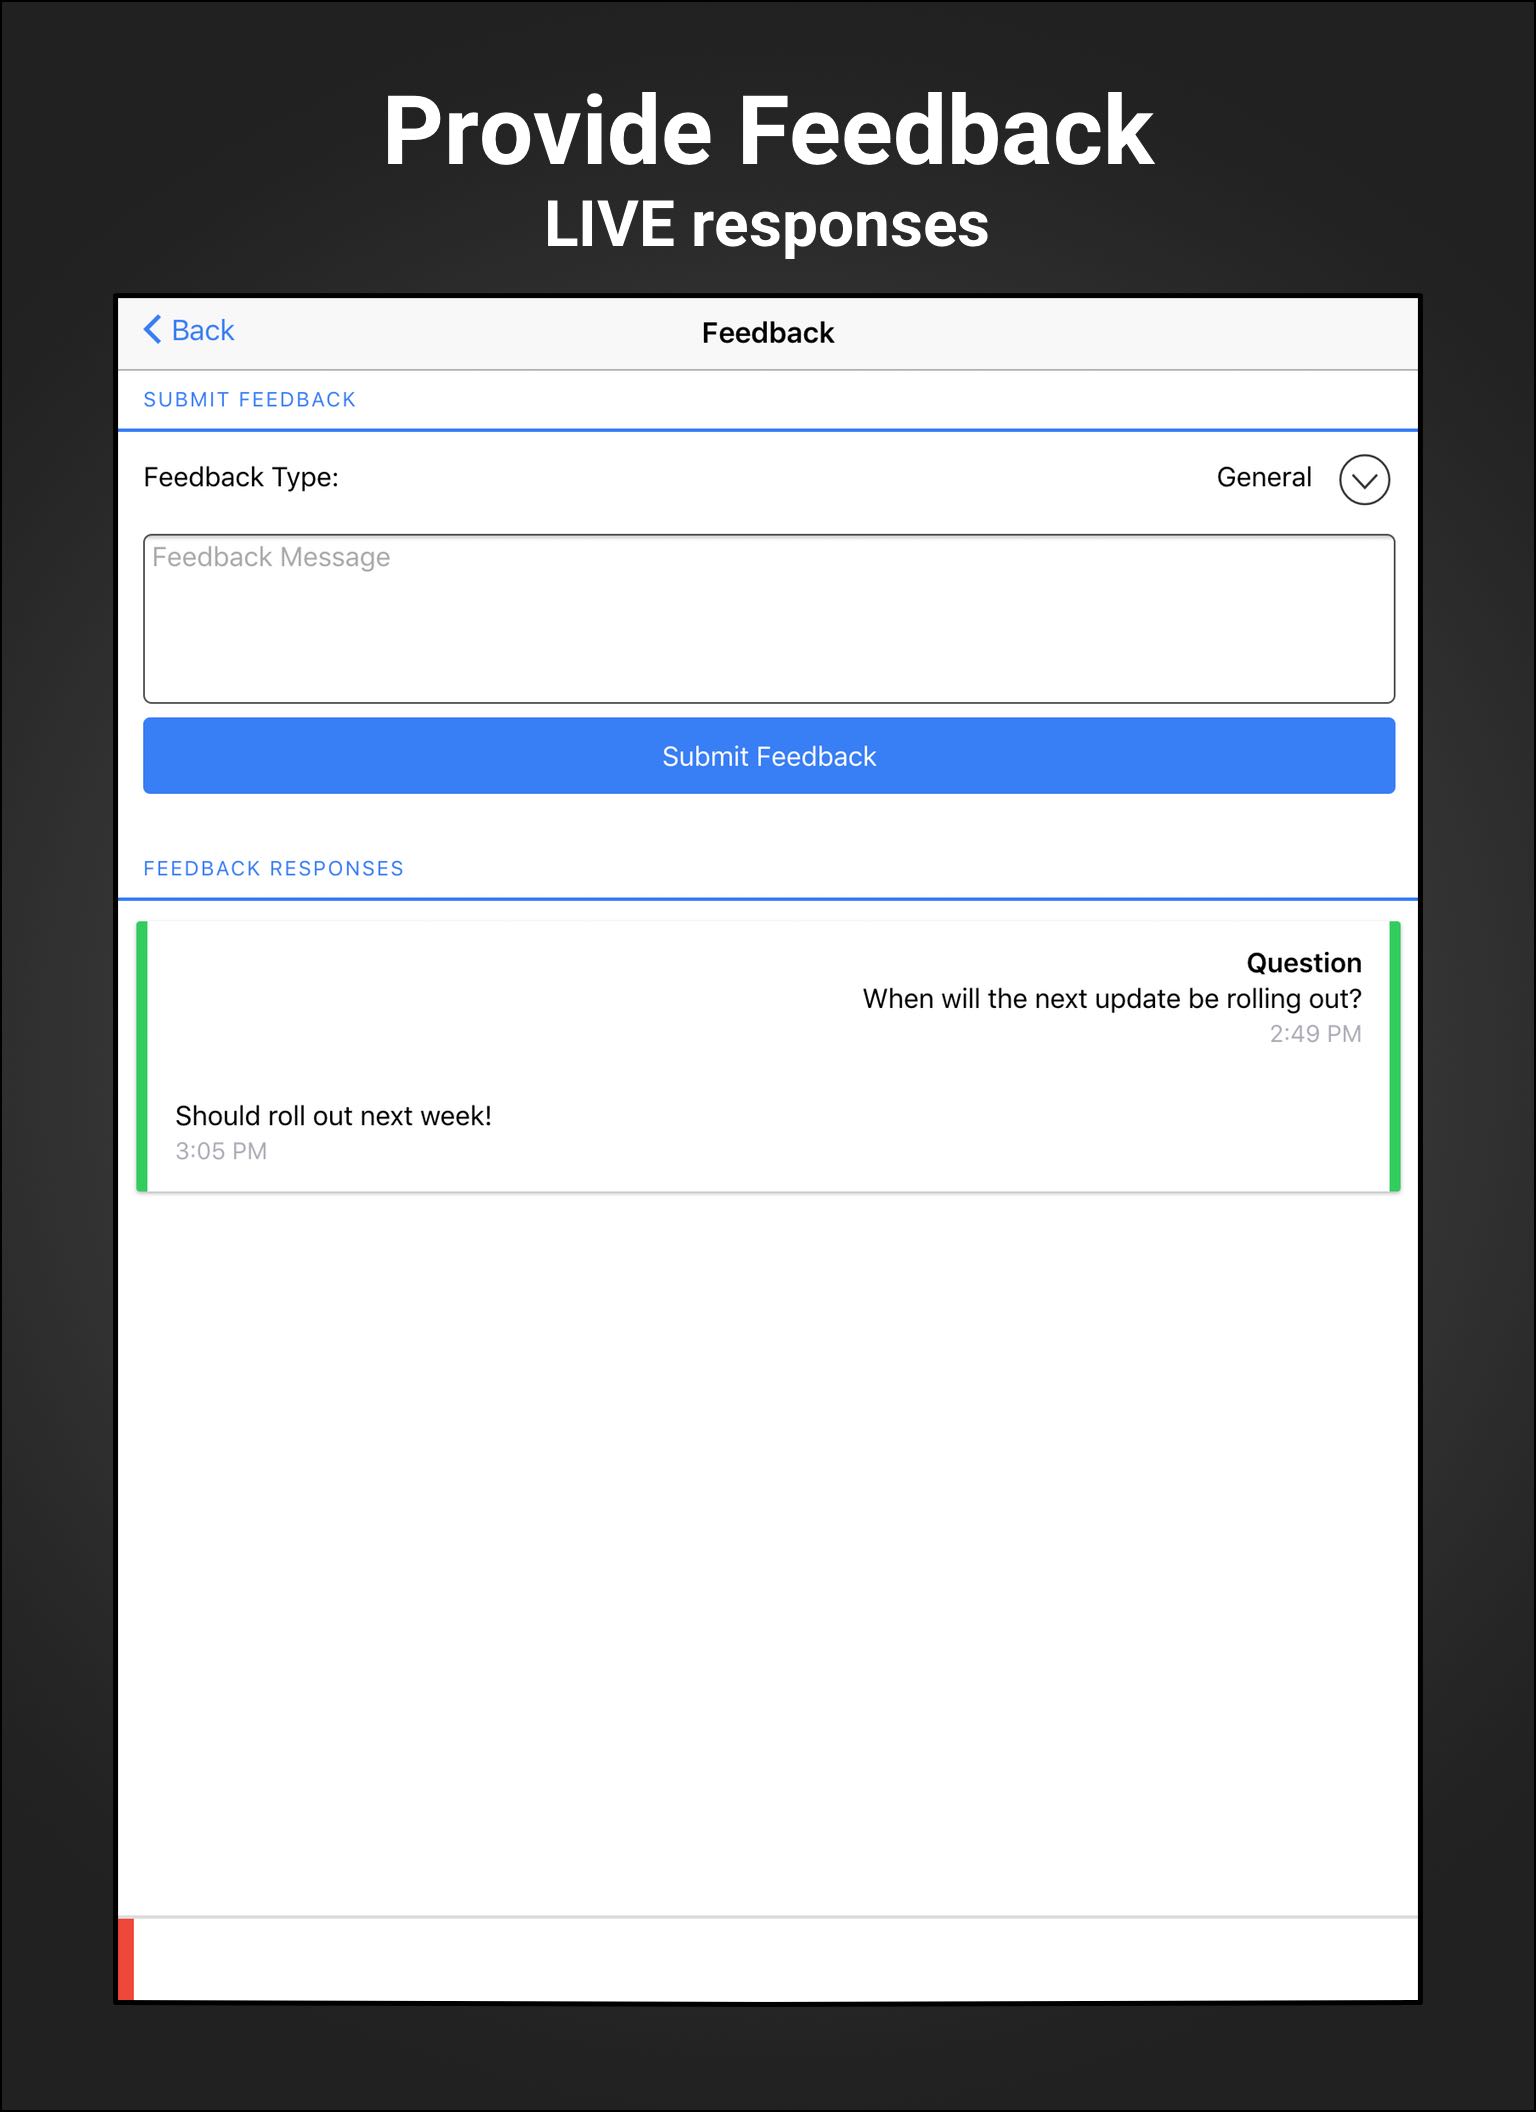 Provide Feedback
LIVE responses
Back
Feedback
SUBMIT FEEDBACK
Feedback Type:
General
Feedback Message
Submit Feedback
FEEDBACK RESPONSES
Question
When will the next update be rolling out?
2:49 PM
Should roll out next week!
3:05 PM